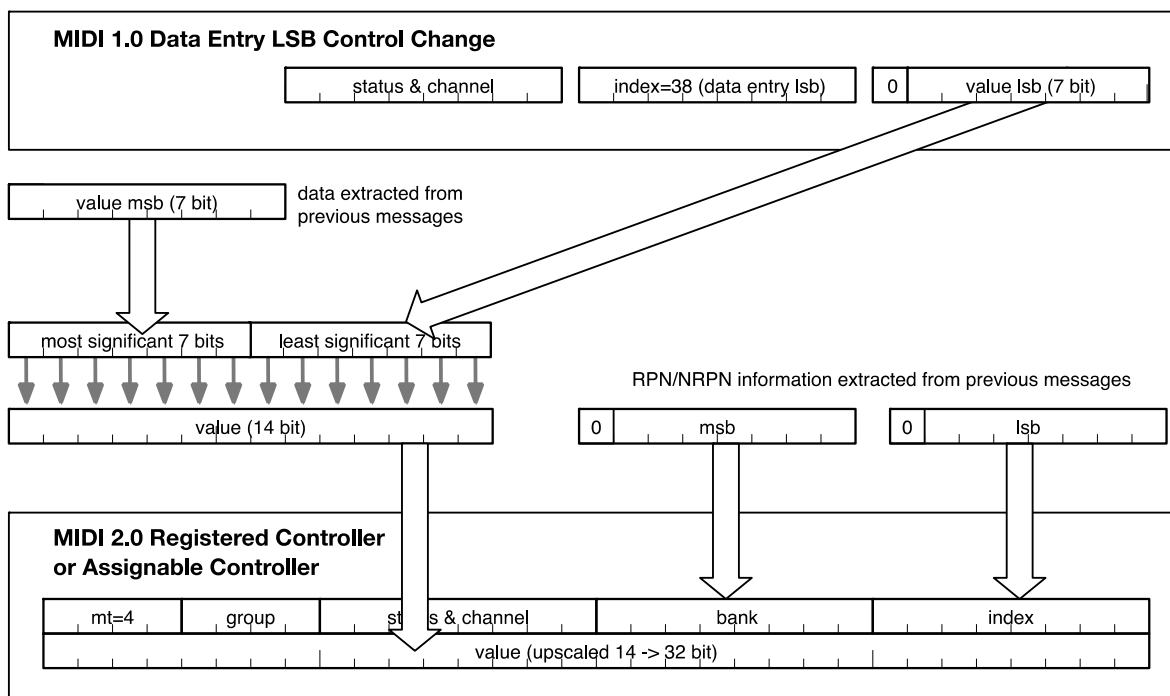 MIDI 1.0 Data Entry LSB Control Change
status & channel
index=38 (data entry lsb)
0
value lsb (7 bit)
value msb (7 bit)
data extracted from
previous messages
most significant 7 bits
least significant 7 bits
RPN/NRPN information extracted from previous messages
value (14 bit)
0
msb
0
lsb
MIDI 2.0 Registered Controller
or Assignable Controller
mt=4
group
status & channel
bank
index
value (upscaled 14 -> 32 bit)